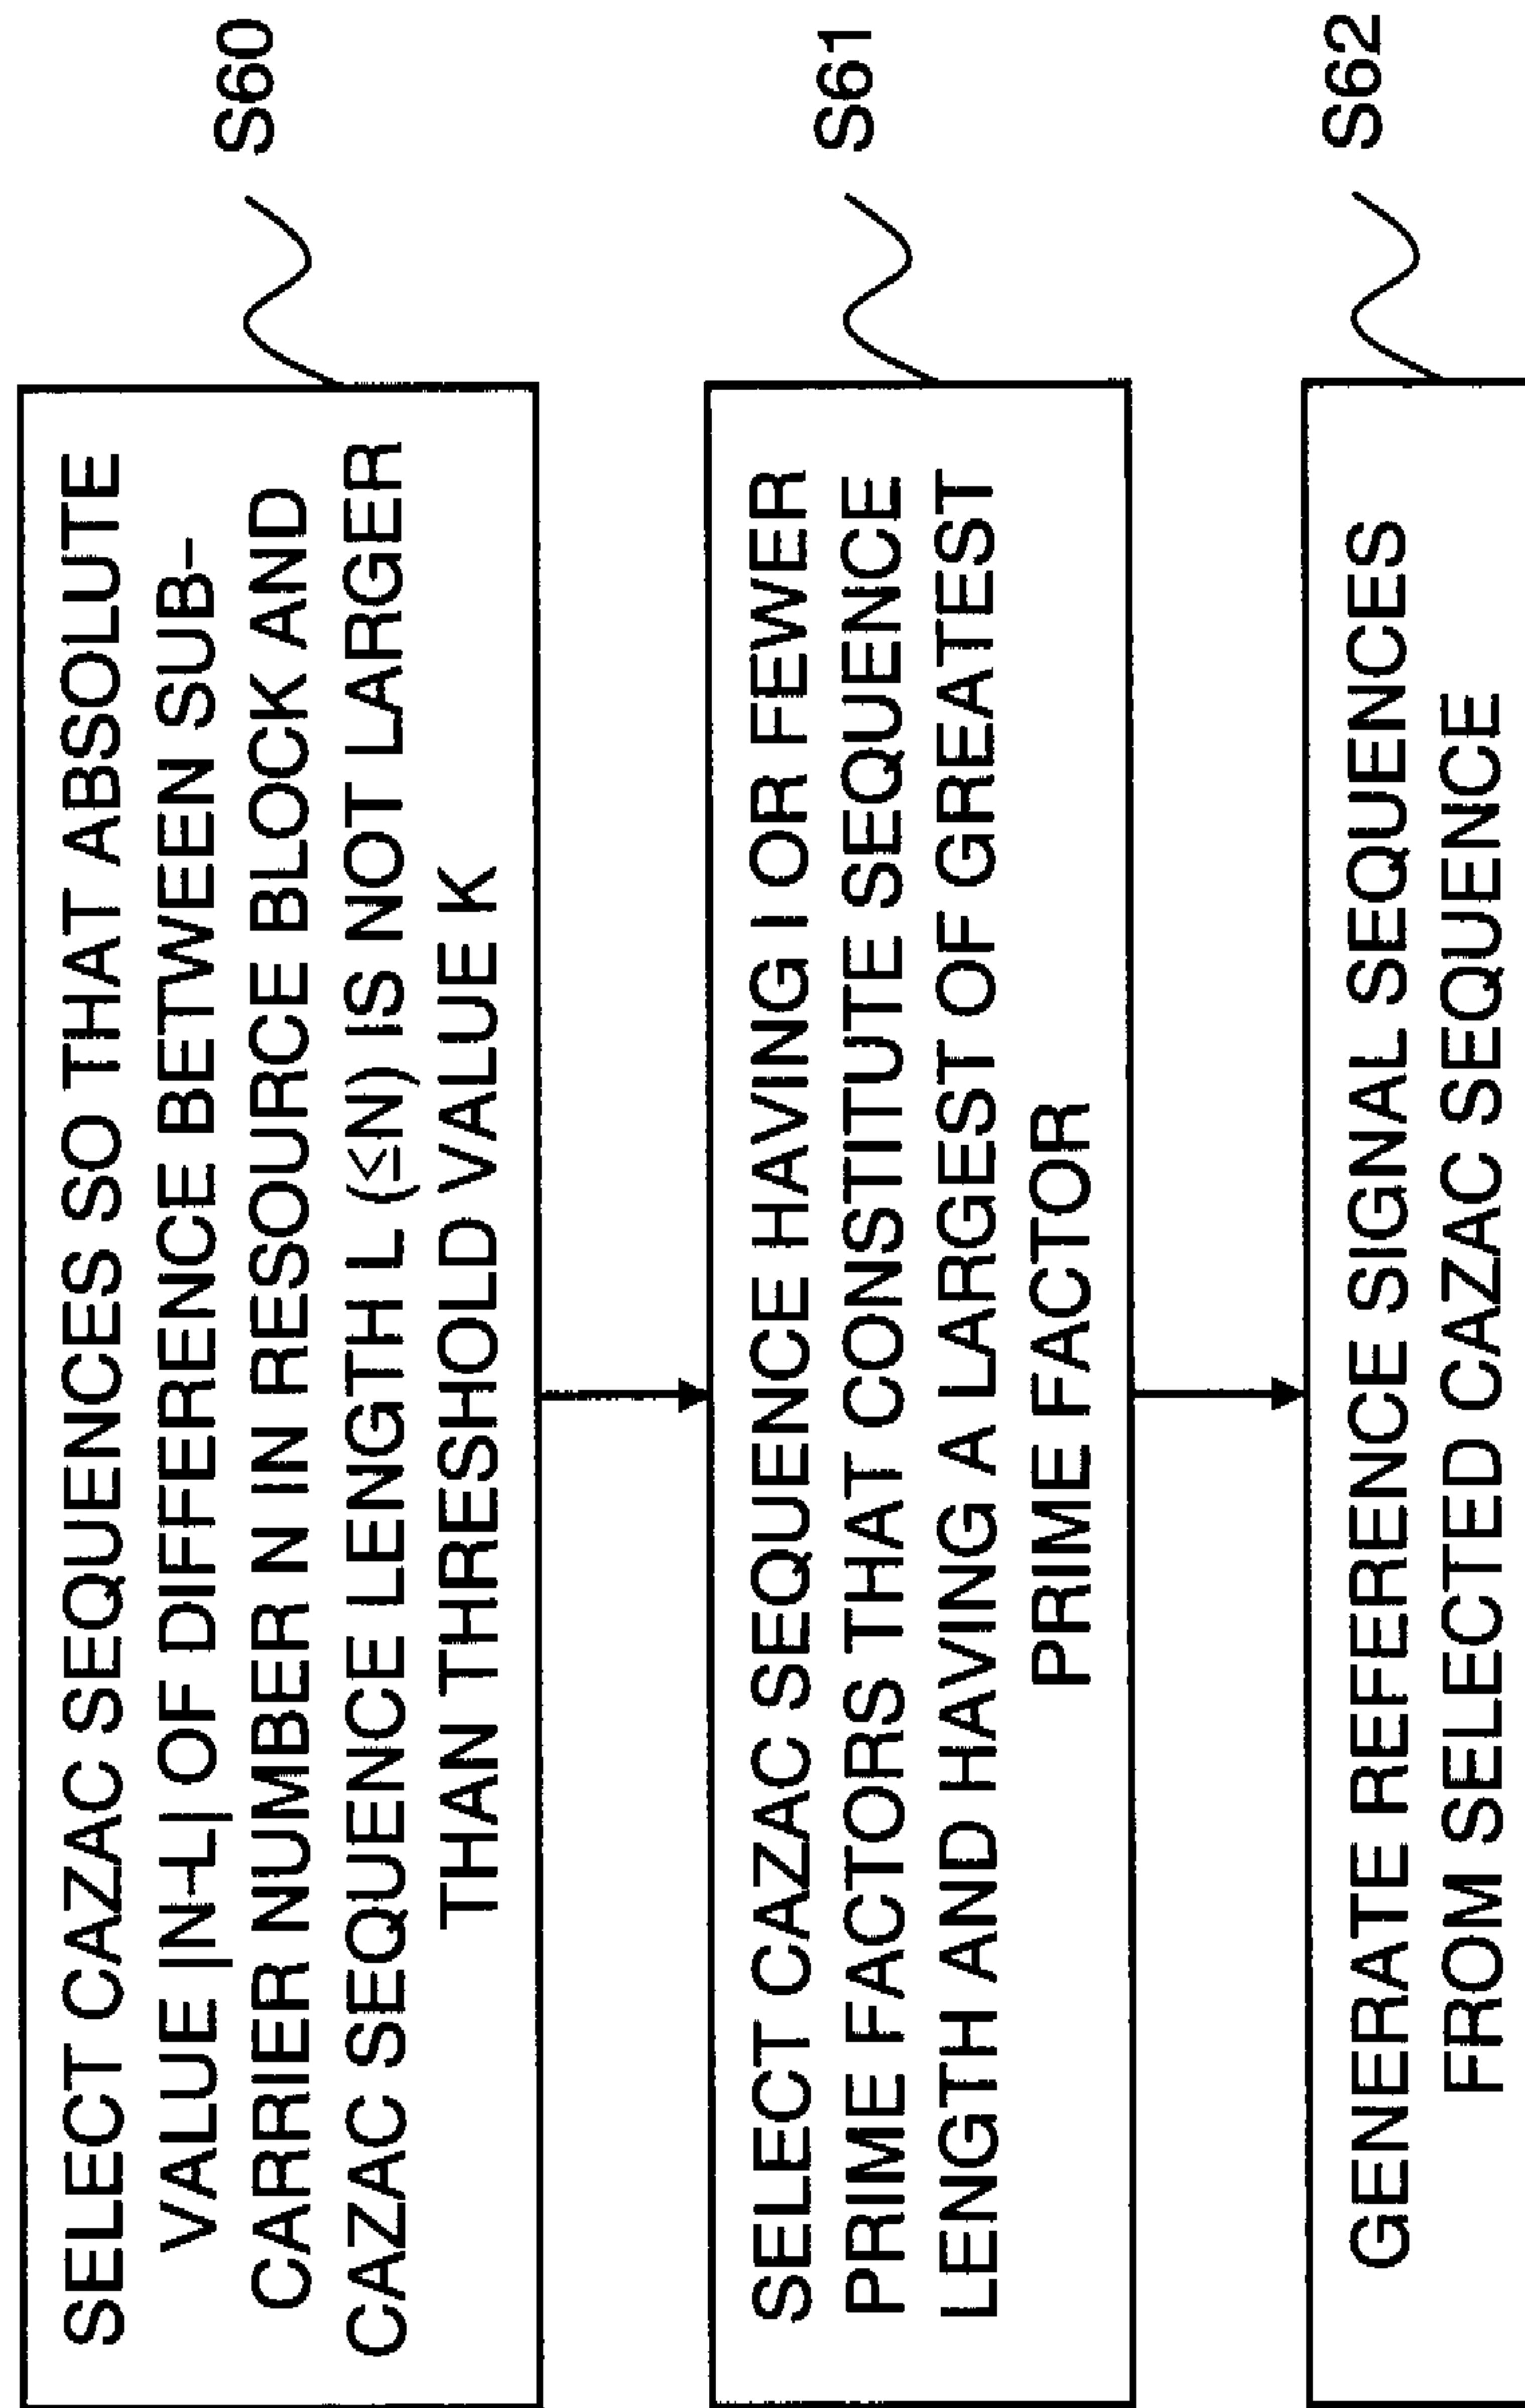 SELECT CAZAC SEQUENCES SO THAT ABSOLUTE
VALUE |N-L| OF DIFFERENCE BETWEEN SUB-
CARRIER NUMBER N IN RESOURCE BLOCK AND
CAZAC SEQUENCE LENGTH L (≤N) IS NOT LARGER
THAN THRESHOLD VALUE K
S60
SELECT CAZAC SEQUENCE HAVING I OR FEWER
PRIME FACTORS THAT CONSTITUTE SEQUENCE
LENGTH AND HAVING A LARGEST OF GREATEST
PRIME FACTOR
S61
GENERATE REFERENCE SIGNAL SEQUENCES
FROM SELECTED CAZAC SEQUENCE
S62